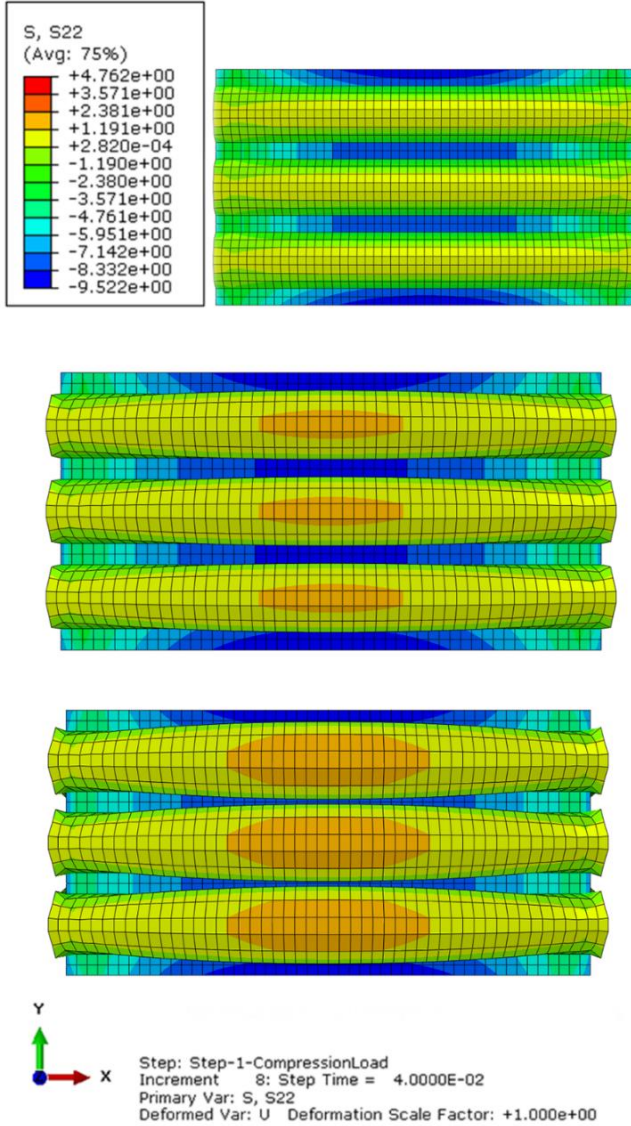 S, S22
(Avg: 75%)
+4.762e+00
+3.571e+00
+2.381e+00
+1.191e+00
+2.820e-04
-1.190e+00
-2.380e+00
-3.571e+00
-4.761e+00
-5.951e+00
-7.142e+00
-8.332e+00
-9.522e+00
Y
X
Step: Step-1-CompressionLoad
Increment 8: Step Time = 4.0000E-02
Primary Var: S, S22
Deformed Var: U Deformation Scale Factor: +1.000e+00